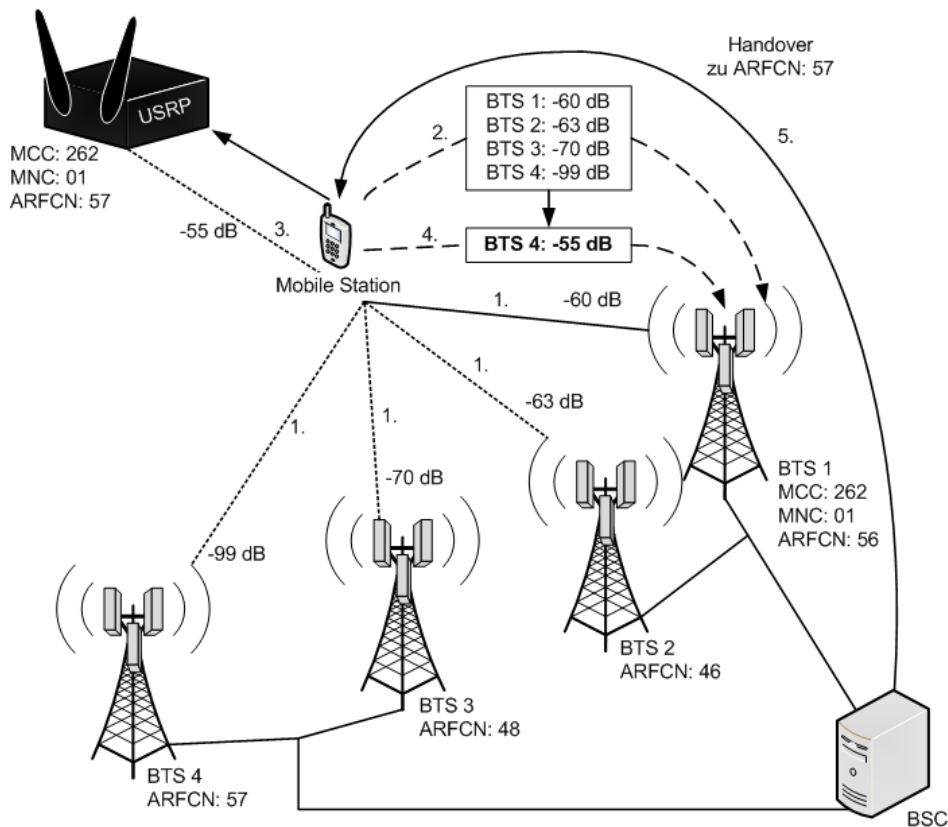 Handover
zu ARFCN: 57
USRP
BTS 1: -60 dB
BTS 2: -63 dB
BTS 3: -70 dB
BTS 4: -99 dB
2.
5.
MCC: 262
MNC: 01
ARFCN: 57
-55 dB
3.
4.
BTS 4: -55 dB
Mobile Station
1.
-60 dB
1.
-63 dB
1.
1.
-70 dB
-99 dB
BTS 1
MCC: 262
MNC: 01
ARFCN: 56
BTS 2
ARFCN: 46
BTS 3
ARFCN: 48
BTS 4
ARFCN: 57
BSC